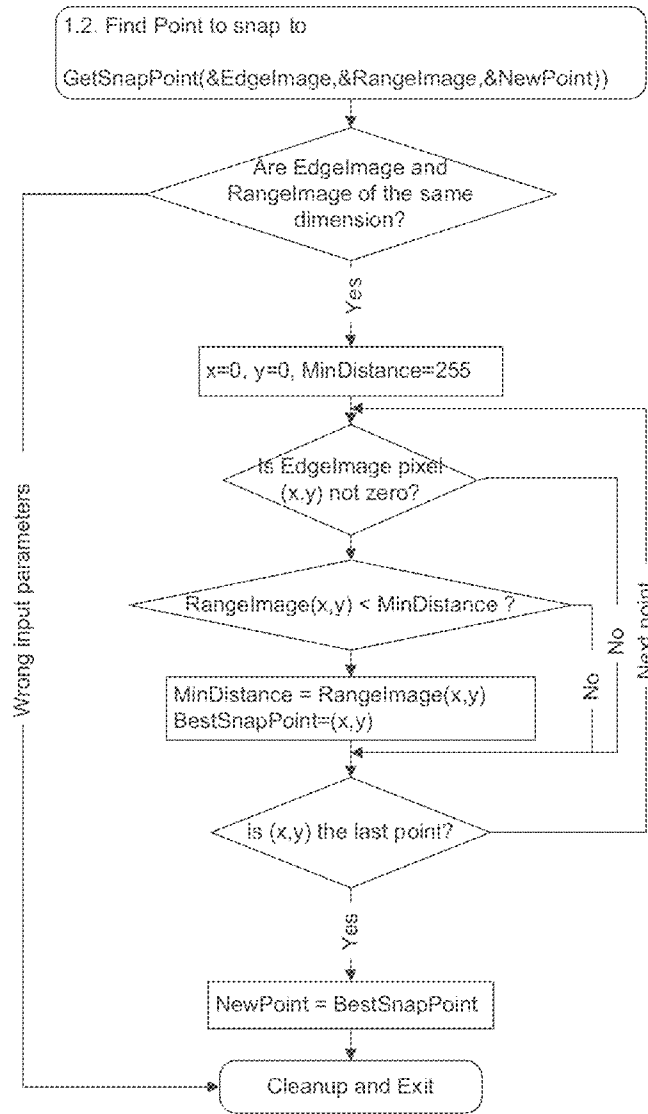 1.2. Find Point to snap to
GetSnapPoint(&EdgeImage,&RangeImage,&NewPoint))
Are EdgeImage and
RangeImage of the same
dimension?
Yes
x=0, y=0, MinDistance=255
Is EdgeImage pixel
(x.y) not zero?
Wrong input parameters
RangeImage(x,y) < MinDistance ?
No
No
Next point
MinDistance = RangeImage(x,y)
BestSnapPoint=(x,y)
is (x,y) the last point?
Yes
NewPoint = BestSnapPoint
Cleanup and Exit